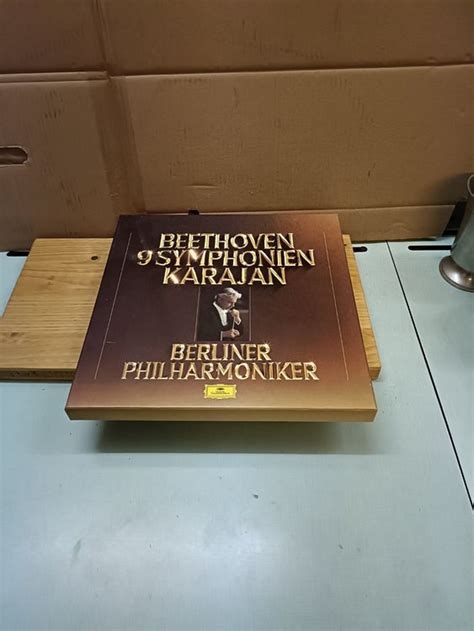 BEETHOVEN
9 SYMPHONIEN
KARAJAN
BERLINER
PHILHARMONIKER